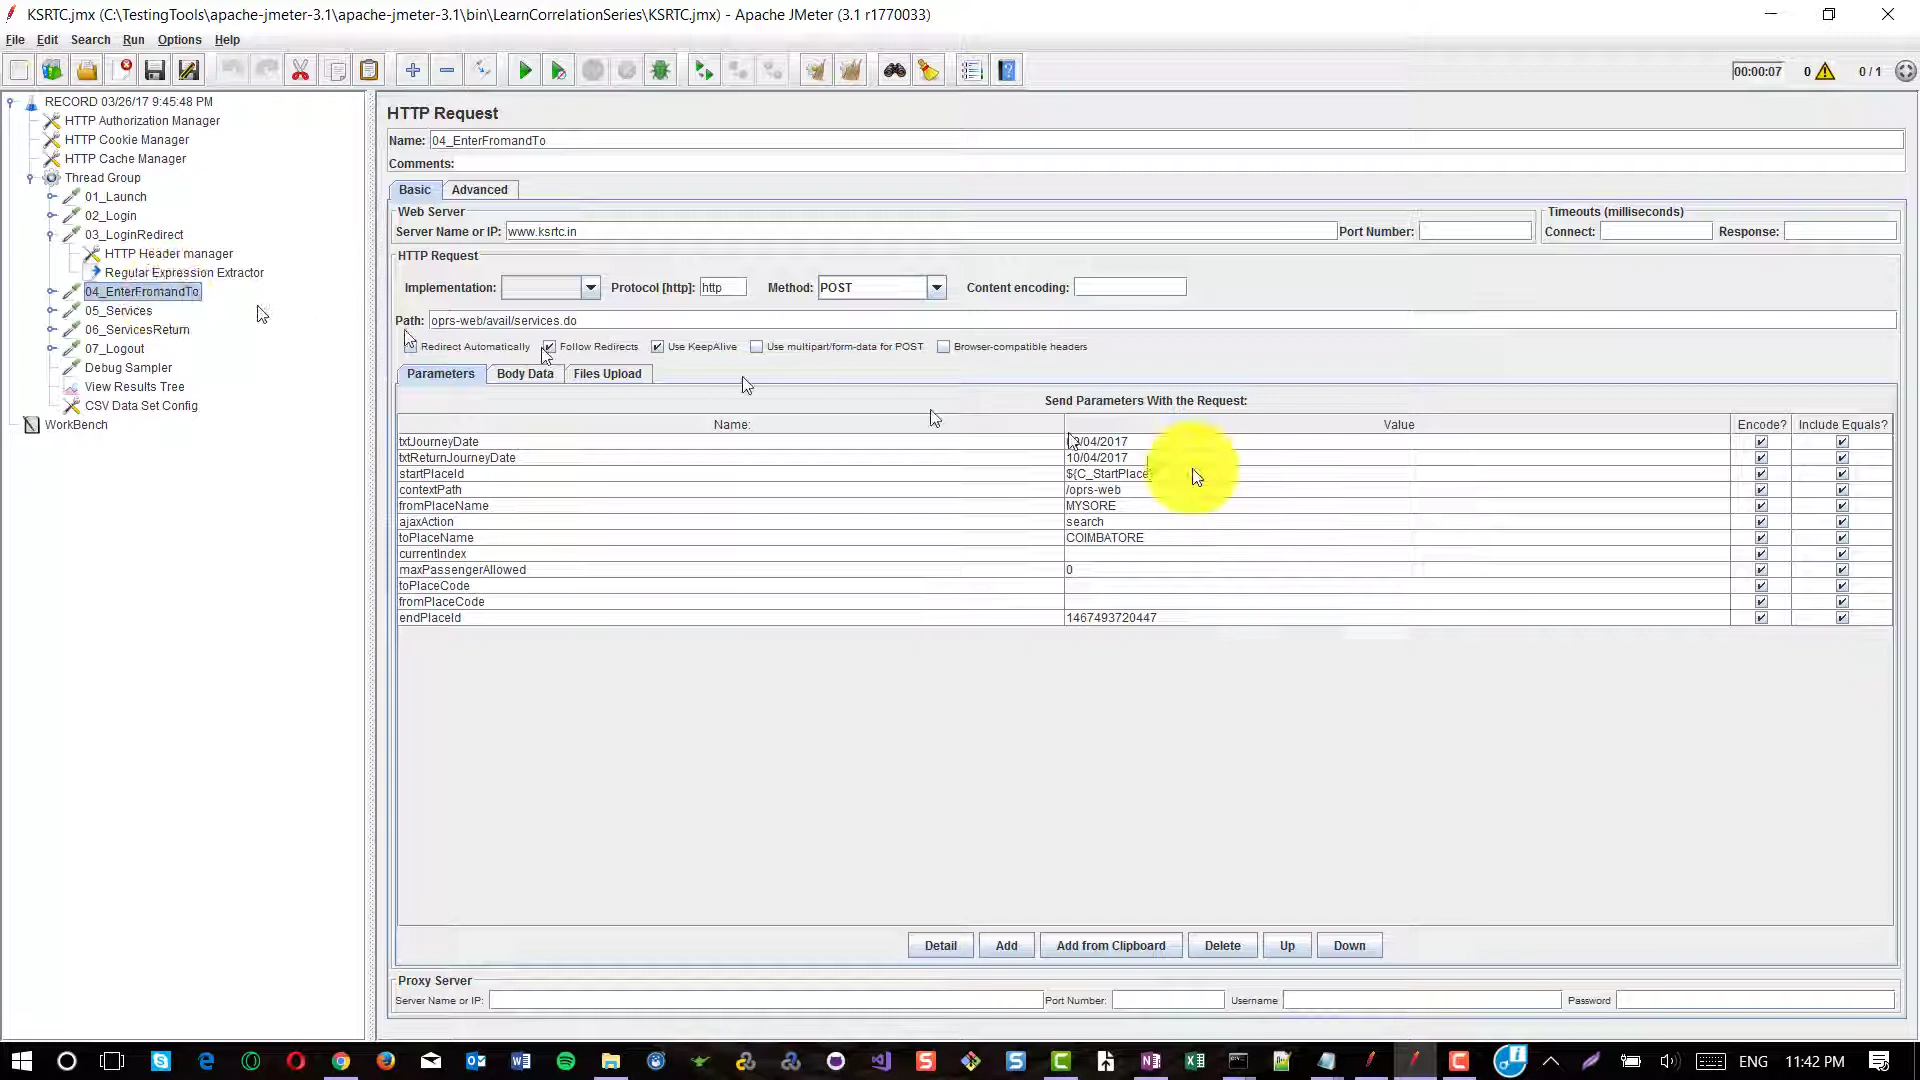 KSRTC.jmx (C:\TestingTools\apache-jmeter-3.1\apache-jmeter-3.1\bin\LearnCorrelationSeries\KSRTC.jmx) - Apache JMeter (3.1 r1770033)
File Edit Search Run Options Help
00:00:07 0 0 / 1
RECORD 03/26/17 9:45:48 PM
HTTP Authorization Manager
HTTP Cookie Manager
HTTP Cache Manager
Thread Group
01_Launch
02_Login
03_LoginRedirect
HTTP Header manager
Regular Expression Extractor
04_EnterFromandTo
05_Services
06_ServicesReturn
07_Logout
Debug Sampler
View Results Tree
CSV Data Set Config
WorkBench
HTTP Request
Name: 04_EnterFromandTo
Comments:
Basic Advanced
Web Server
Server Name or IP: www.ksrtc.in Port Number:
Timeouts (milliseconds)
Connect: Response:
HTTP Request
Implementation: Protocol [http]: http Method: POST Content encoding:
Path: oprs-web/avail/services.do
Redirect Automatically Follow Redirects Use KeepAlive Use multipart/form-data for POST Browser-compatible headers
Parameters Body Data Files Upload
Send Parameters With the Request:
Name: Value Encode? Include Equals?
txtJourneyDate /04/2017
txtReturnJourneyDate 10/04/2017
startPlaceId ${C_StartPlace}
contextPath /oprs-web
fromPlaceName MYSORE
ajaxAction search
toPlaceName COIMBATORE
currentIndex
maxPassengerAllowed 0
toPlaceCode
fromPlaceCode
endPlaceId 1467493720447
Detail Add Add from Clipboard Delete Up Down
Proxy Server
Server Name or IP: Port Number: Username Password
ENG 11:42 PM